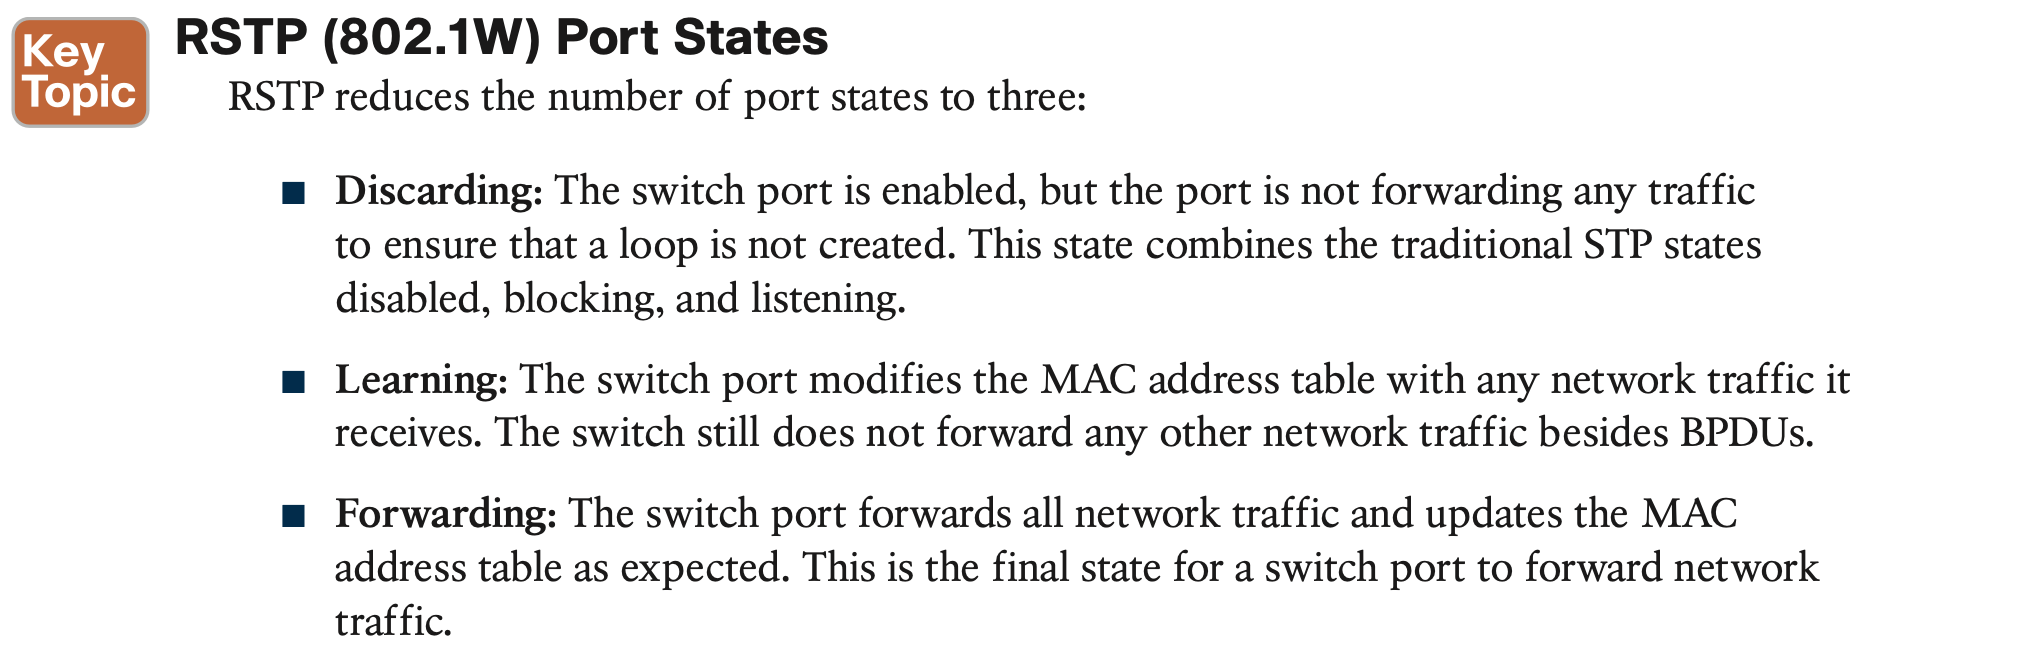 Key
Topic
RSTP (802.1W) Port States
RSTP reduces the number of port states to three:
■ Discarding: The switch port is enabled, but the port is not forwarding any traffic
to ensure that a loop is not created. This state combines the traditional STP states
disabled, blocking, and listening.
■ Learning: The switch port modifies the MAC address table with any network traffic it
receives. The switch still does not forward any other network traffic besides BPDUs.
■ Forwarding: The switch port forwards all network traffic and updates the MAC
address table as expected. This is the final state for a switch port to forward network
traffic.